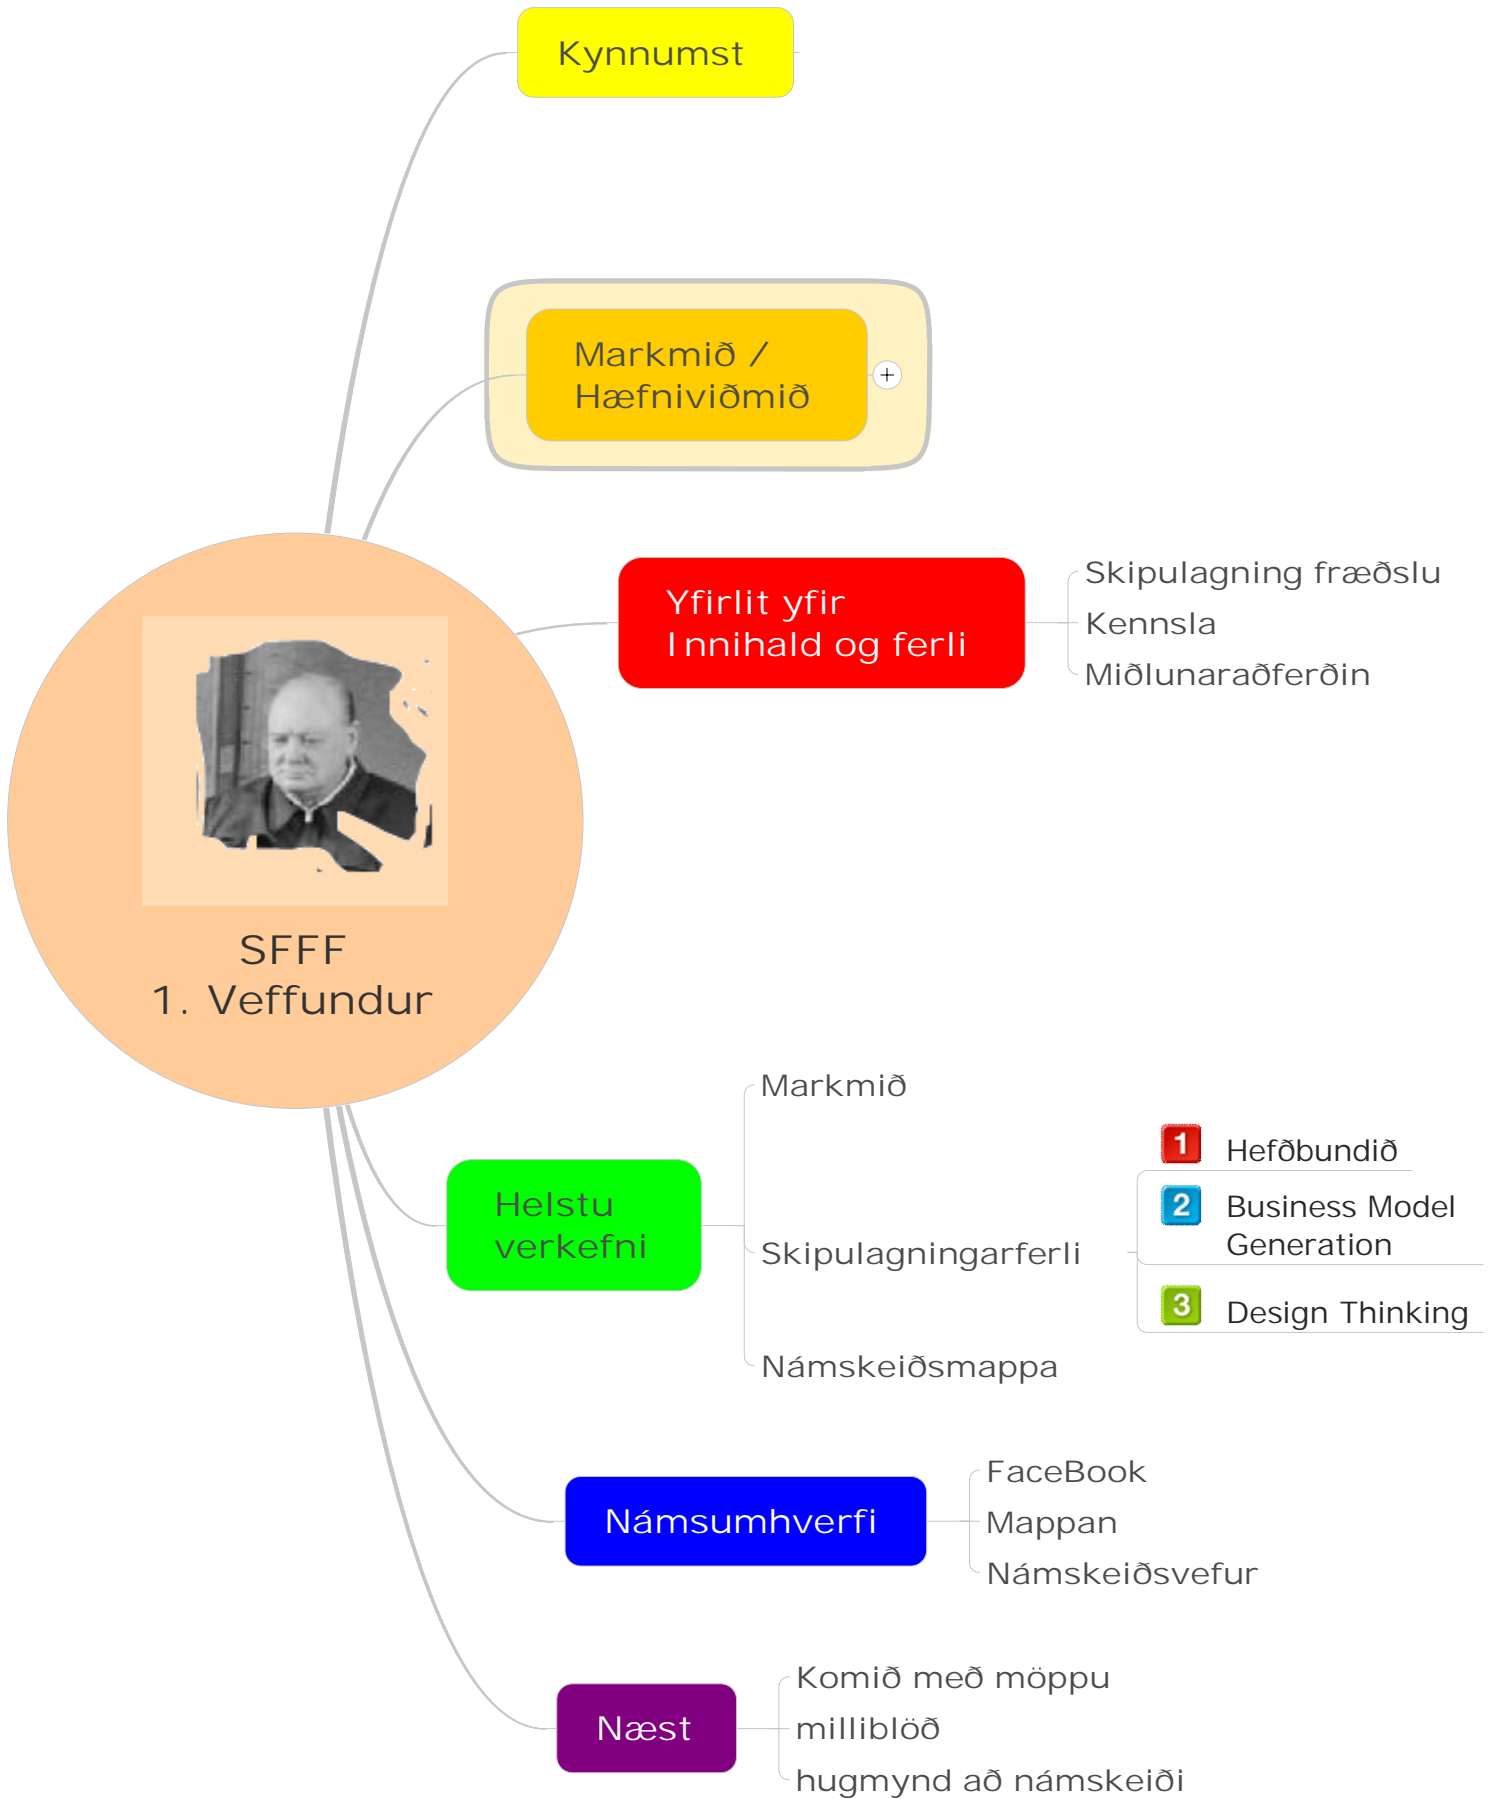 Kynnumst
Markmið /
Hæfniviðmið
Yfirlit yfir
Innihald og ferli
Skipulagning fræðslu
Kennsla
Miðlunaraðferðin
SFFF
1. Veffundur
Helstu
verkefni
Markmið
Skipulagningarferli
1 Hefðbundið
2 Business Model
Generation
3 Design Thinking
Námskeiðsmappa
Námsumhverfi
FaceBook
Mappan
Námskeiðsvefur
Næst
Komið með möppu
milliblöð
hugmynd að námskeiði